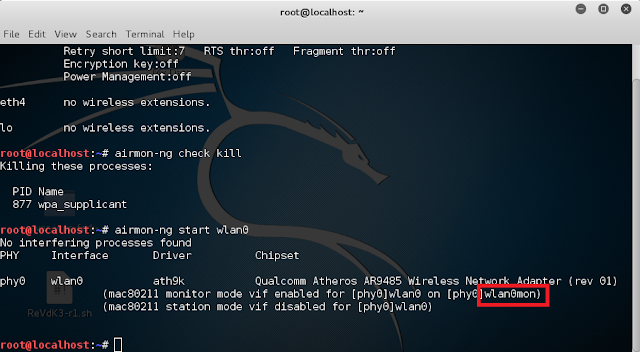 root@localhost: ~
File Edit View Search Terminal Help
Retry short limit:7 RTS thr:off Fragment thr:off
Encryption key:off
Power Management:off
eth4 no wireless extensions.
lo no wireless extensions.
root@localhost:~# airmon-ng check kill
Killing these processes:
PID Name
877 wpa_supplicant
root@localhost:~# airmon-ng start wlan0
No interfering processes found
PHY Interface Driver Chipset
phy0 wlan0 ath9k Qualcomm Atheros AR9485 Wireless Network Adapter (rev 01)
(mac80211 monitor mode vif enabled for [phy0]wlan0 on [phy0]wlan0mon)
(mac80211 station mode vif disabled for [phy0]wlan0)
ReVdK3-r1.sh
root@localhost:~#